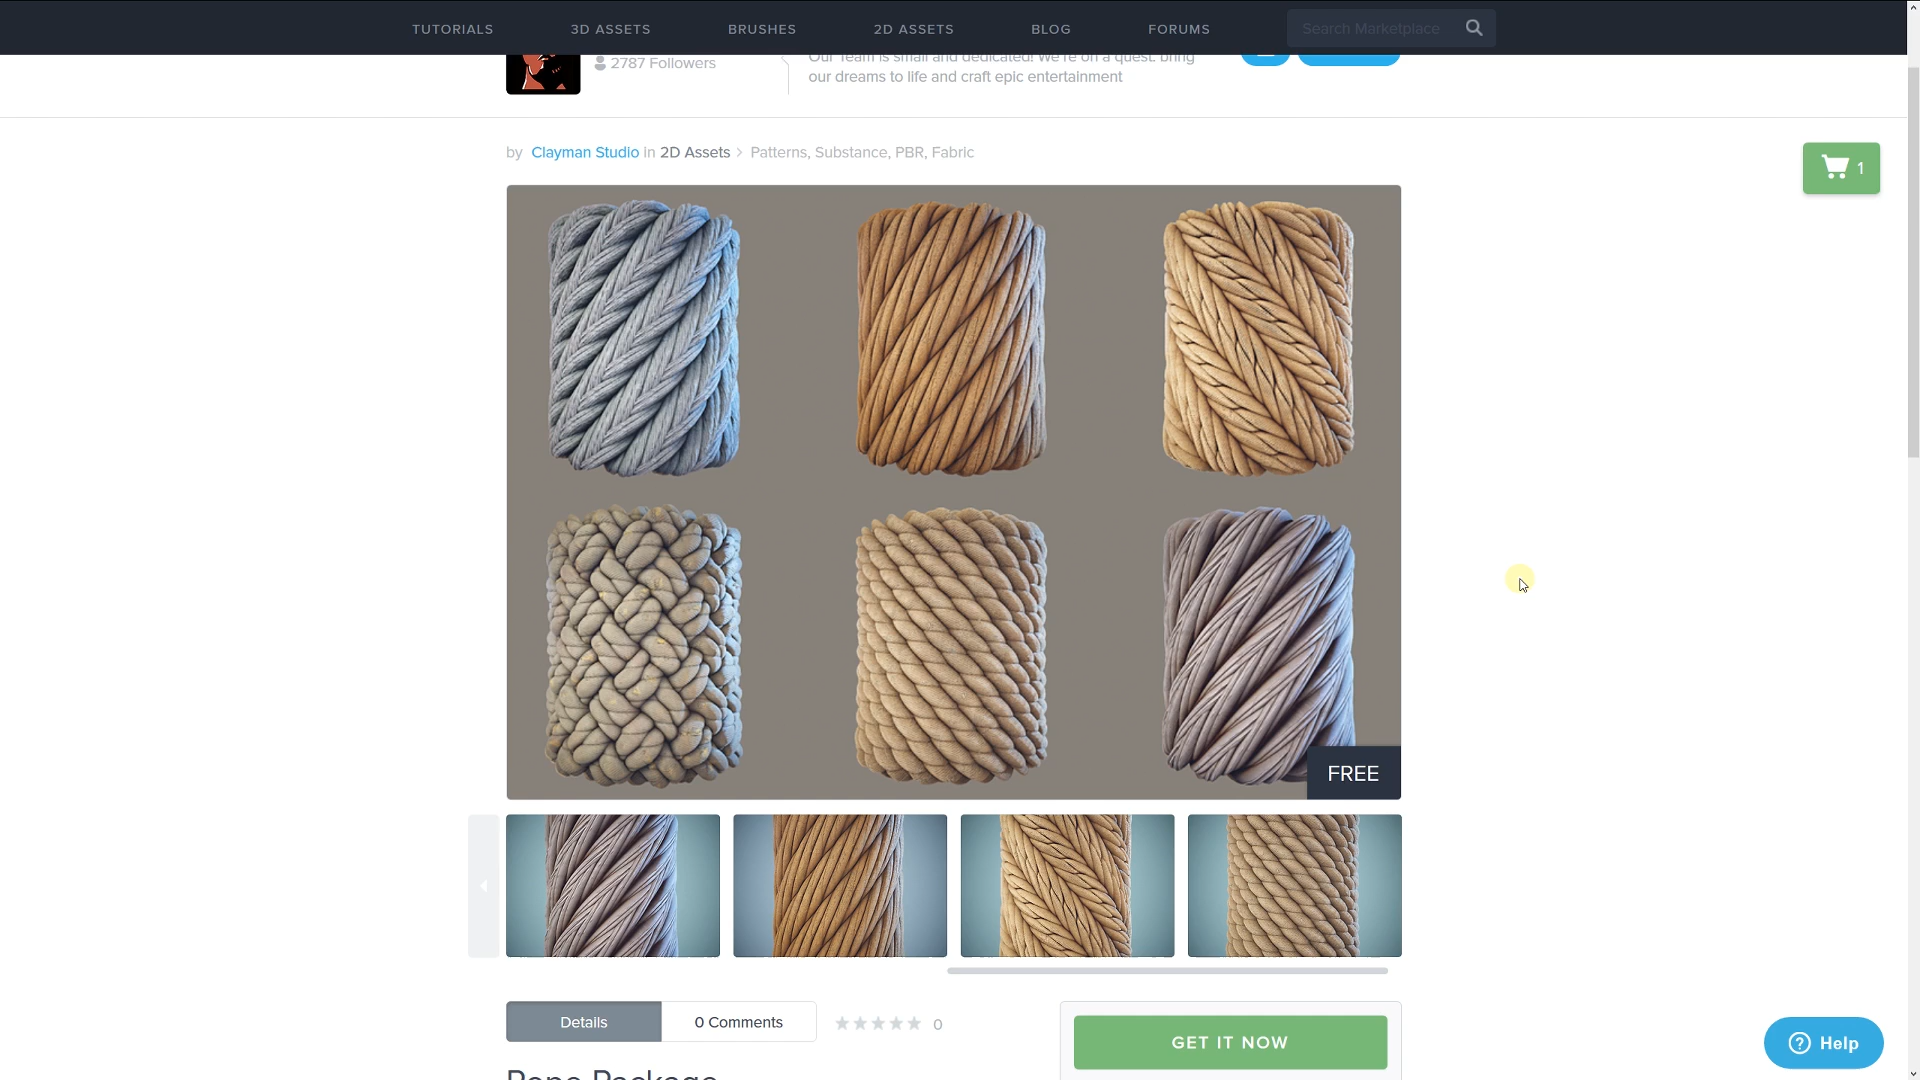 TUTORIALS 3D ASSETS BRUSHES 2D ASSETS BLOG FORUMS Search Marketplace
2787 Followers
Our Team is small and dedicated! We're on a quest: bring
our dreams to life and craft epic entertainment
by Clayman Studio in 2D Assets > Patterns, Substance, PBR, Fabric
1
FREE
Details 0 Comments 0
GET IT NOW
Help
Rope Package